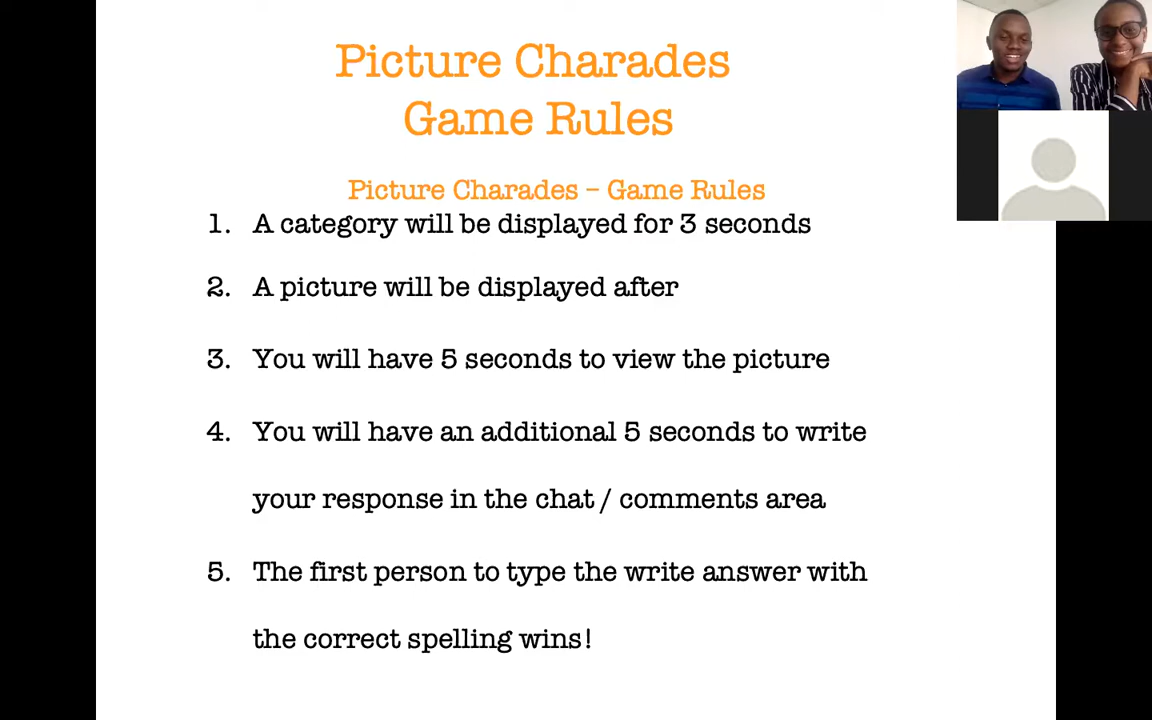 Picture Charades
Game Rules
Picture Charades – Game Rules
1. A category will be displayed for 3 seconds
2. A picture will be displayed after
3. You will have 5 seconds to view the picture
4. You will have an additional 5 seconds to write
your response in the chat / comments area
5. The first person to type the write answer with
the correct spelling wins!